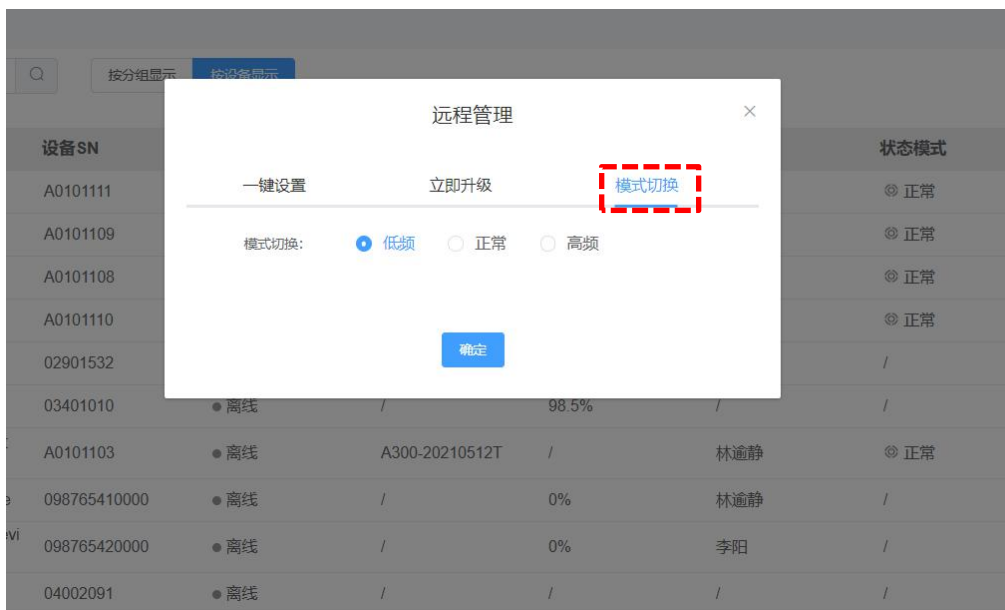 按分组显示 按设备显示
远程管理
设备SN 状态模式
一键设置 立即升级 模式切换
A0101111 正常
A0101109 正常
模式切换: 低频 正常 高频
A0101108 正常
A0101110 正常
确定
02901532 /
03401010 离线 / 98.5% / /
A0101103 离线 A300-20210512T / 林逾静 正常
e 098765410000 离线 / 0% 林逾静 /
evi 098765420000 离线 / 0% 李阳 /
04002091 离线 / / / /